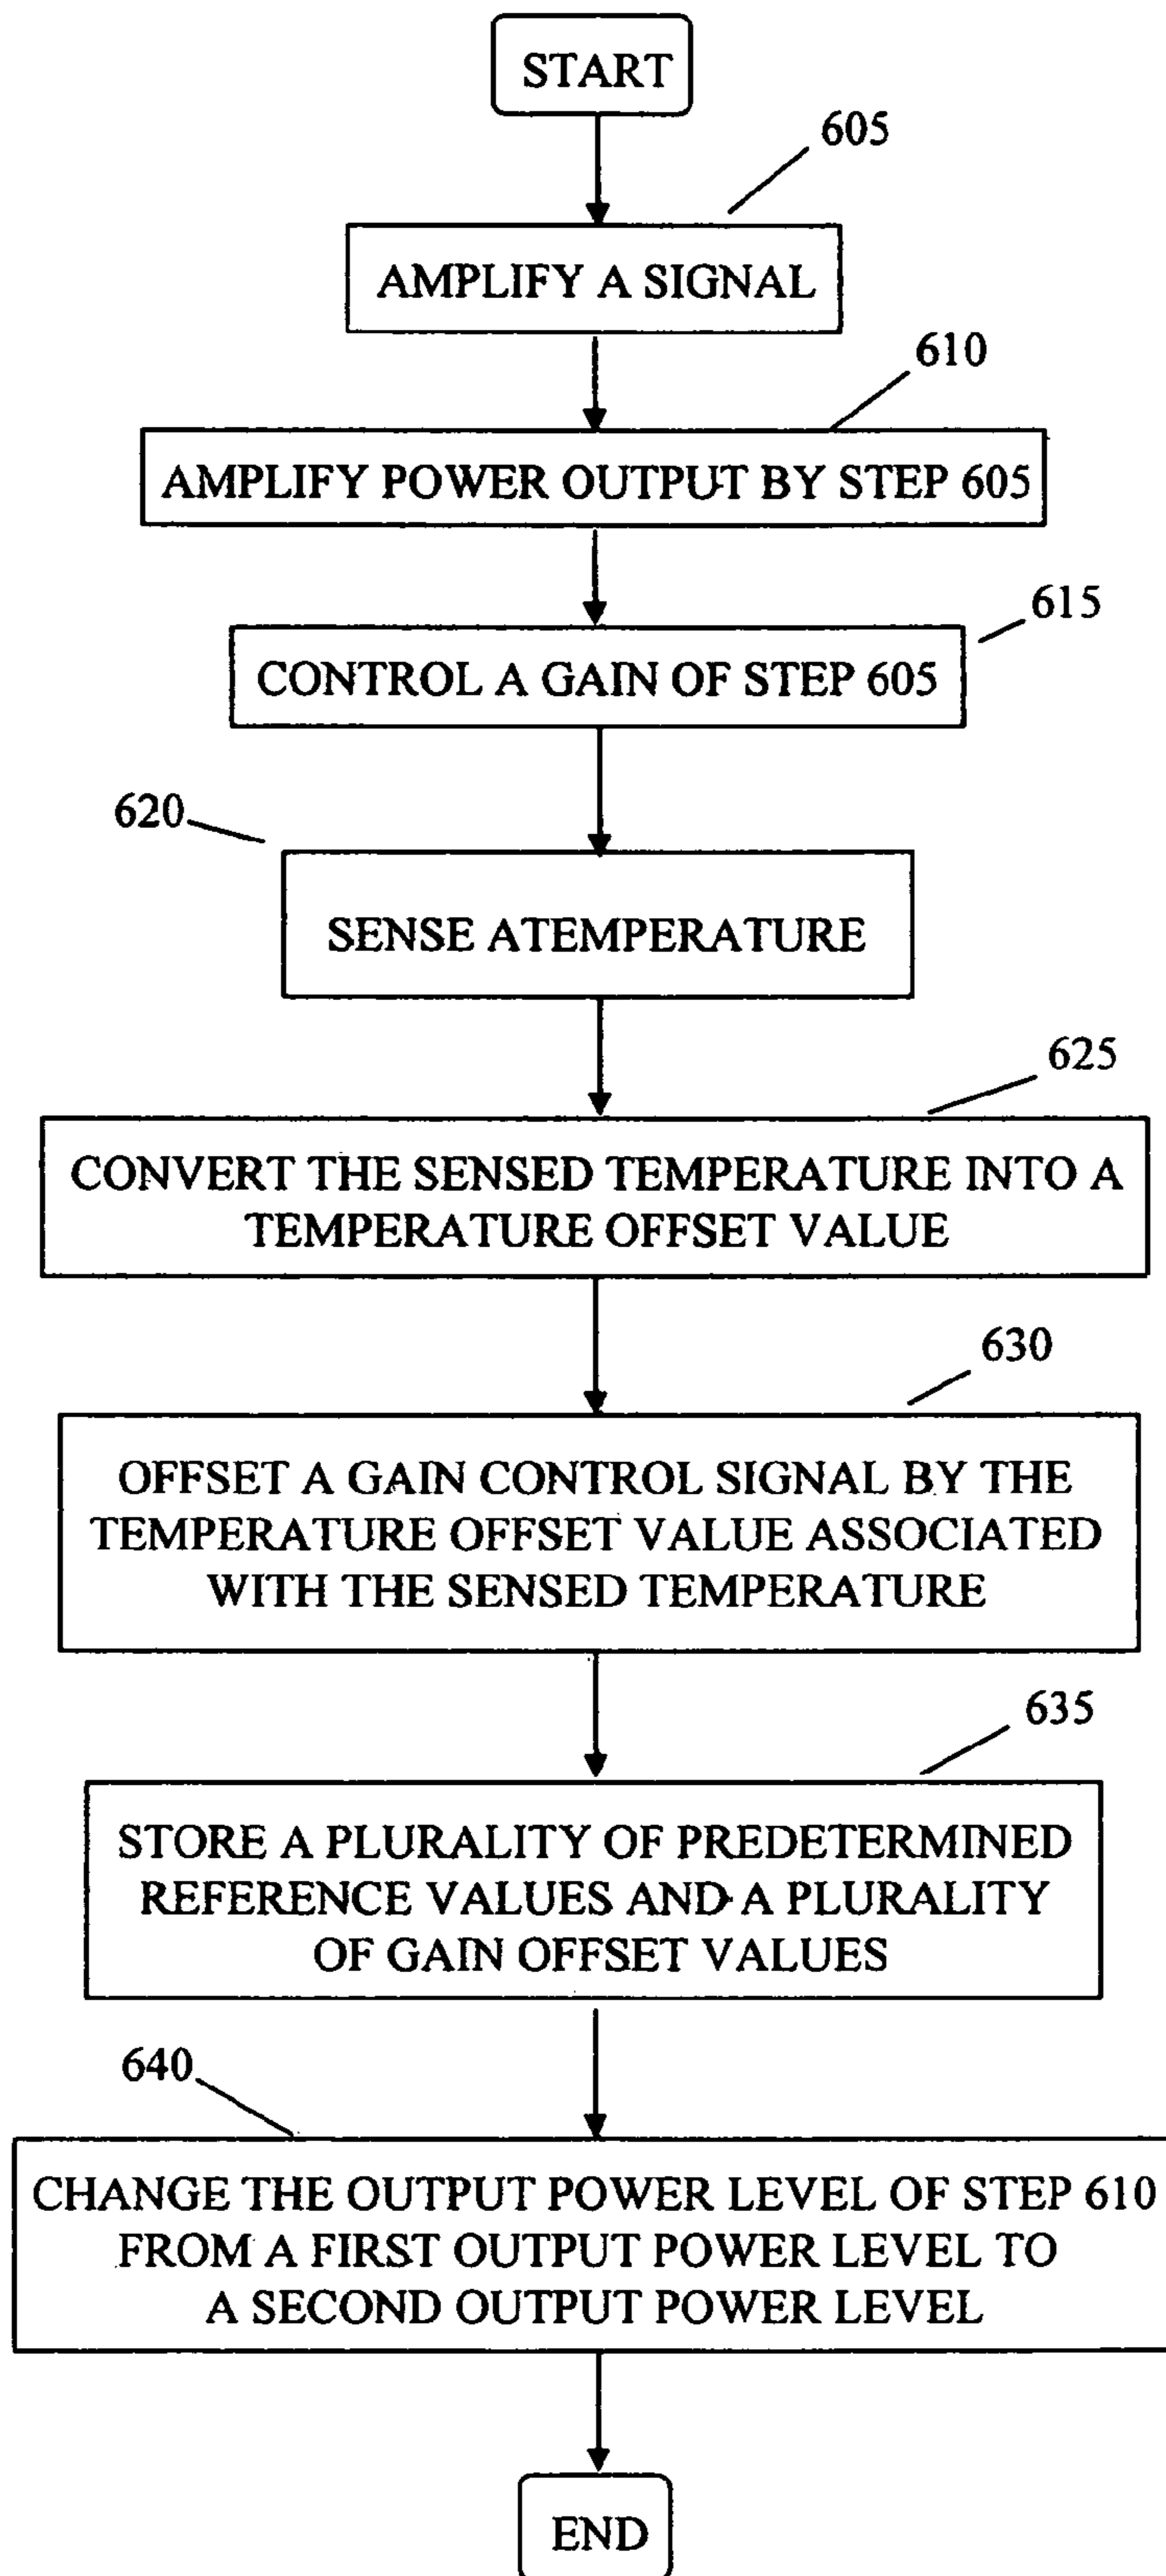 START
605
AMPLIFY A SIGNAL
610
AMPLIFY POWER OUTPUT BY STEP 605
615
CONTROL A GAIN OF STEP 605
620
SENSE ATEMPERATURE
625
CONVERT THE SENSED TEMPERATURE INTO A
TEMPERATURE OFFSET VALUE
630
OFFSET A GAIN CONTROL SIGNAL BY THE
TEMPERATURE OFFSET VALUE ASSOCIATED
WITH THE SENSED TEMPERATURE
635
STORE A PLURALITY OF PREDETERMINED
REFERENCE VALUES AND A PLURALITY
OF GAIN OFFSET VALUES
640
CHANGE THE OUTPUT POWER LEVEL OF STEP 610
FROM A FIRST OUTPUT POWER LEVEL TO
A SECOND OUTPUT POWER LEVEL
END